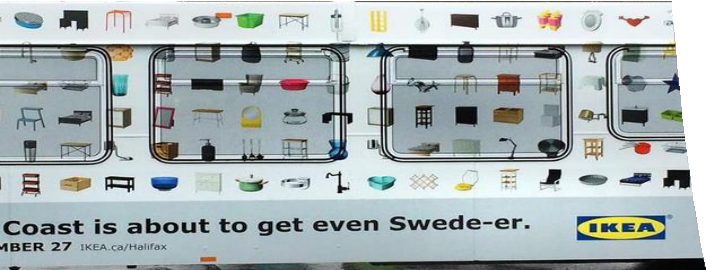 Coast is about to get even Swede-er.
MBER 27 IKEA.ca/Halifax
IKEA